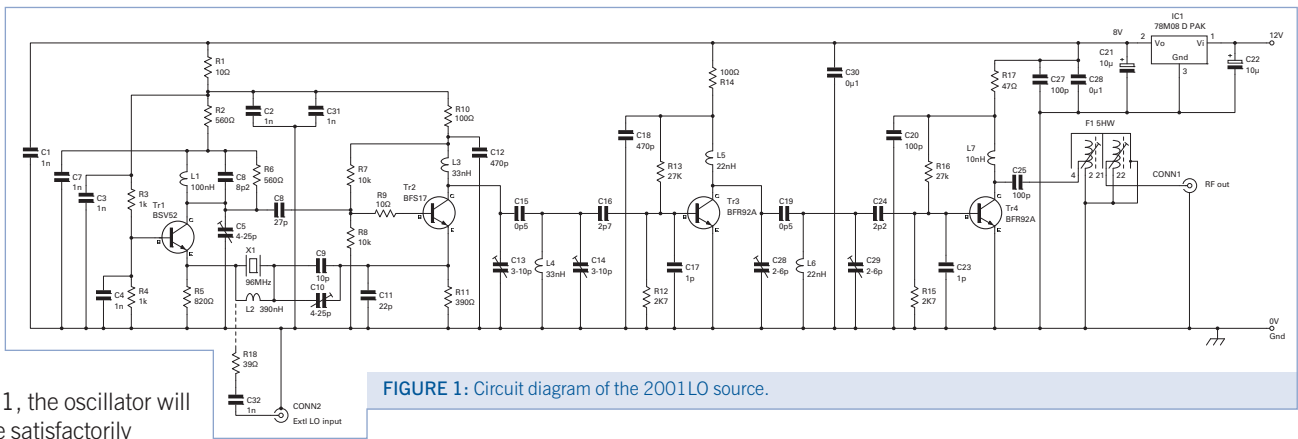 R1
10Ω
R2
560Ω
C2
1n
C31
1n
R10
100Ω
C1
1n
C7
1n
C3
1n
R3
1k
L1
100nH
Tr1
BSV52
B
C
E
C8
8p2
R6
560Ω
C8
27p
C5
4-25p
R7
10k
R9
10Ω
R8
10k
Tr2
BFS17
B
C
E
L3
33nH
C12
470p
C4
1n
R4
1k
R5
820Ω
X1
96MHz
L2 390nH
C9
10p
C10
4-25p
C11
22p
R11
390Ω
R18
39Ω
C32
1n
CONN2
Extl LO input
C15
0p5
C13
3-10p
L4
33nH
C14
3-10p
C16
2p7
C18
470p
R13
27K
100Ω
R14
L5
22nH
Tr3
BFR92A
B
C
E
R12
2K7
C17
1p
C30
0µ1
C19
0p5
C28
2-6p
L6
22nH
C29
2-6p
C24
2p2
C20
100p
R16
27k
R17
47Ω
L7
10nH
Tr4
BFR92A
B
C
E
R15
2K7
C23
1p
C27
100p
C28
0µ1
C25
100p
8V
C21
10µ
+
IC1
78M08 D PAK
2
Vo
Vi
1
Gnd
3
12V
+
C22
10µ
F1 5HW
4
2
21
22
CONN1
RF out
0V
Gnd
FIGURE 1: Circuit diagram of the 2001LO source.
1, the oscillator will
e satisfactorily